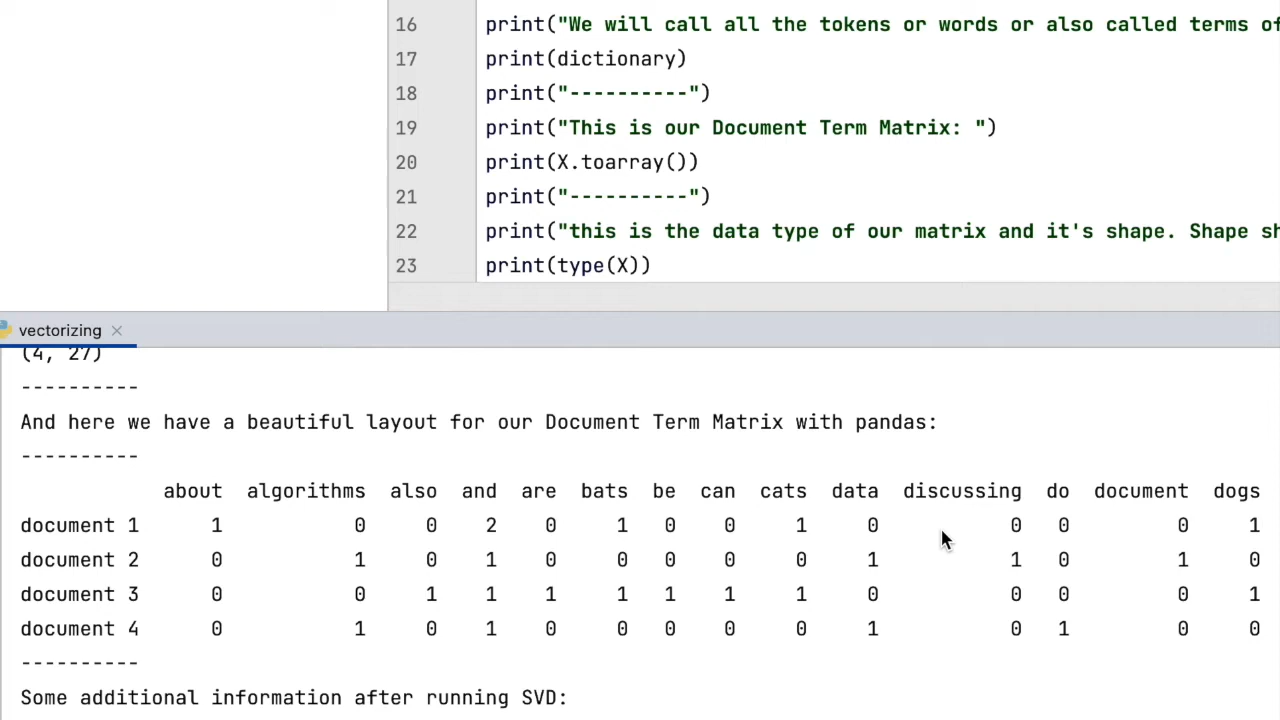 16 print("We will call all the tokens or words or also called terms of
17 print(dictionary)
18 print("----------")
19 print("This is our Document Term Matrix: ")
20 print(X.toarray())
21 print("----------")
22 print("this is the data type of our matrix and it's shape. Shape sh
23 print(type(X))
vectorizing ×
(4, 27)
----------
And here we have a beautiful layout for our Document Term Matrix with pandas:
----------
about algorithms also and are bats be can cats data discussing do document dogs
document 1 1 0 0 2 0 1 0 0 1 0 0 0 0 1
document 2 0 1 0 1 0 0 0 0 0 1 1 0 1 0
document 3 0 0 1 1 1 1 1 1 1 0 0 0 0 1
document 4 0 1 0 1 0 0 0 0 0 1 0 1 0 0
----------
Some additional information after running SVD: